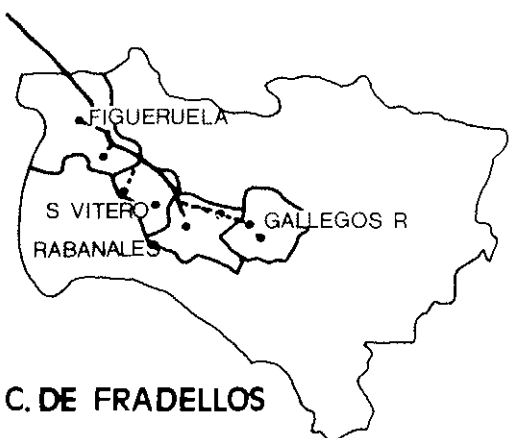 FIGUERUELA
S VITERO
GALLEGOS R
RABANALES
C. DE FRADELLOS